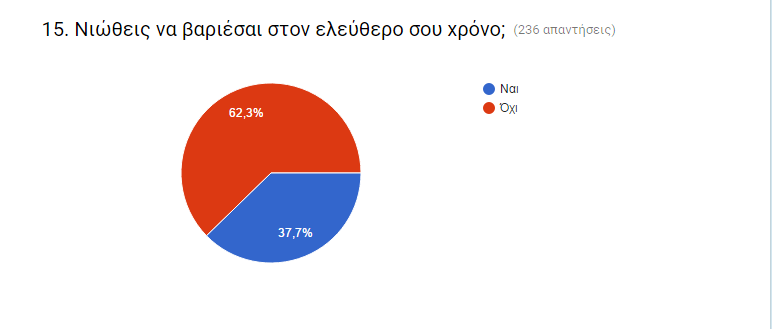 15. Νιώθεις να βαριέσαι στον ελεύθερο σου χρόνο; (236 απαντήσεις)
Ναι
Όχι
62,3%
37,7%